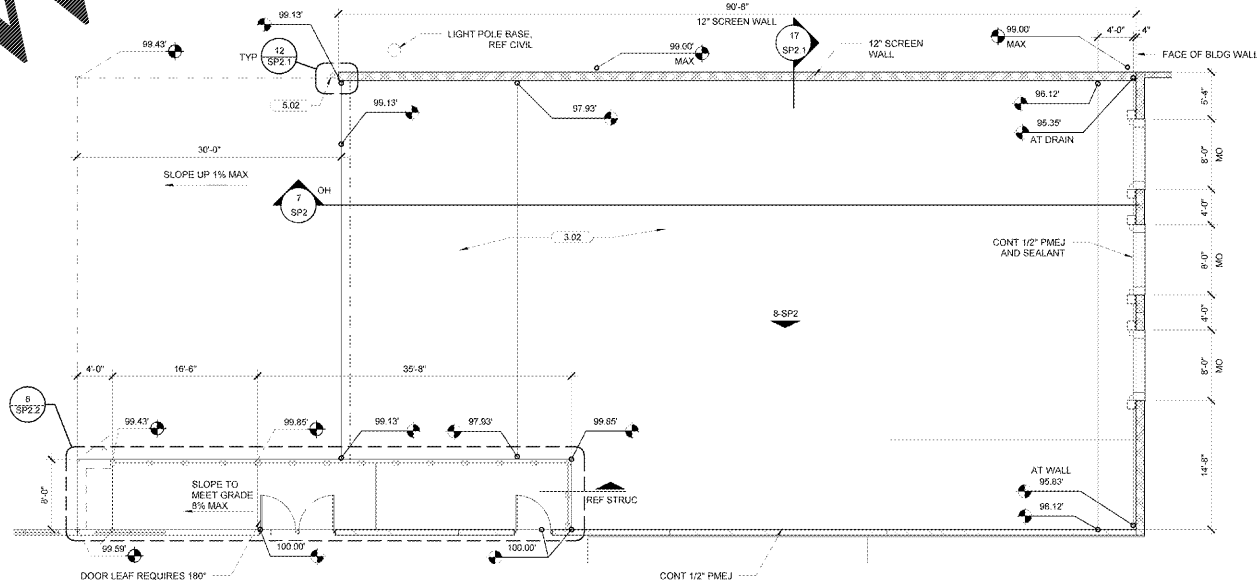 90'-8"
99.13'
12" SCREEN WALL
99.43'
LIGHT POLE BASE,
REF CIVIL
17
SP2.1
99.00'
MAX
4'-0"
4"
TYP
12
SP2.1
99.00'
MAX
12" SCREEN
WALL
FACE OF BLDG WALL
5.02
99.13'
97.93'
96.12'
5'-4"
95.35'
AT DRAIN
30'-0"
8'-0"
MO
SLOPE UP 1% MAX
7
SP2
OH
4'-0"
3.02
CONT 1/2" PMEJ
AND SEALANT
8'-0"
MO
8-SP2
4'-0"
4'-0"
16'-6"
35'-8"
8'-0"
MO
6
SP2.2
99.43'
99.85'
99.13'
97.93'
99.85'
14'-8"
8'-0"
SLOPE TO
MEET GRADE
8% MAX
REF STRUC
AT WALL
95.83'
96.12'
99.59'
100.00'
100.00'
DOOR LEAF REQUIRES 180°
CONT 1/2" PMEJ